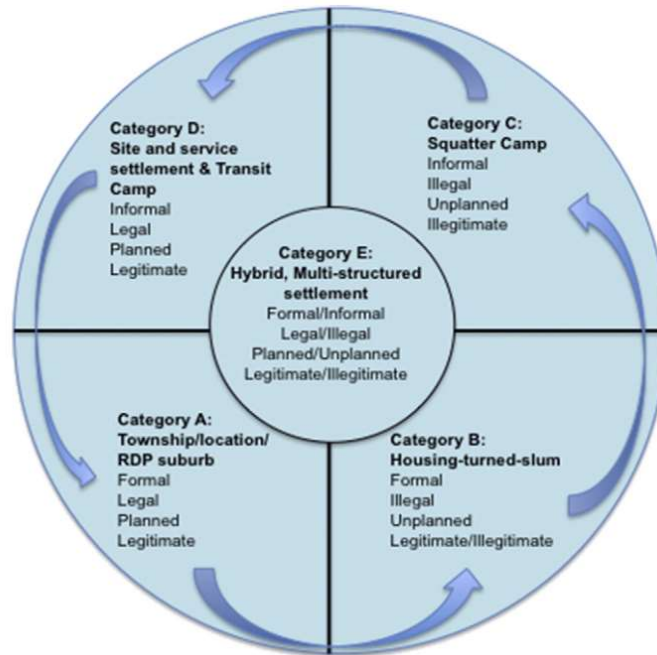 Category D:
Site and service
settlement & Transit
Camp
Informal
Legal
Planned
Legitimate
Category C:
Squatter Camp
Informal
Illegal
Unplanned
Illegitimate
Category E:
Hybrid, Multi-structured
settlement
Formal/Informal
Legal/Illegal
Planned/Unplanned
Legitimate/Illegitimate
Category A:
Township/location/
RDP suburb
Formal
Legal
Planned
Legitimate
Category B:
Housing-turned-slum
Formal
Illegal
Unplanned
Legitimate/Illegitimate